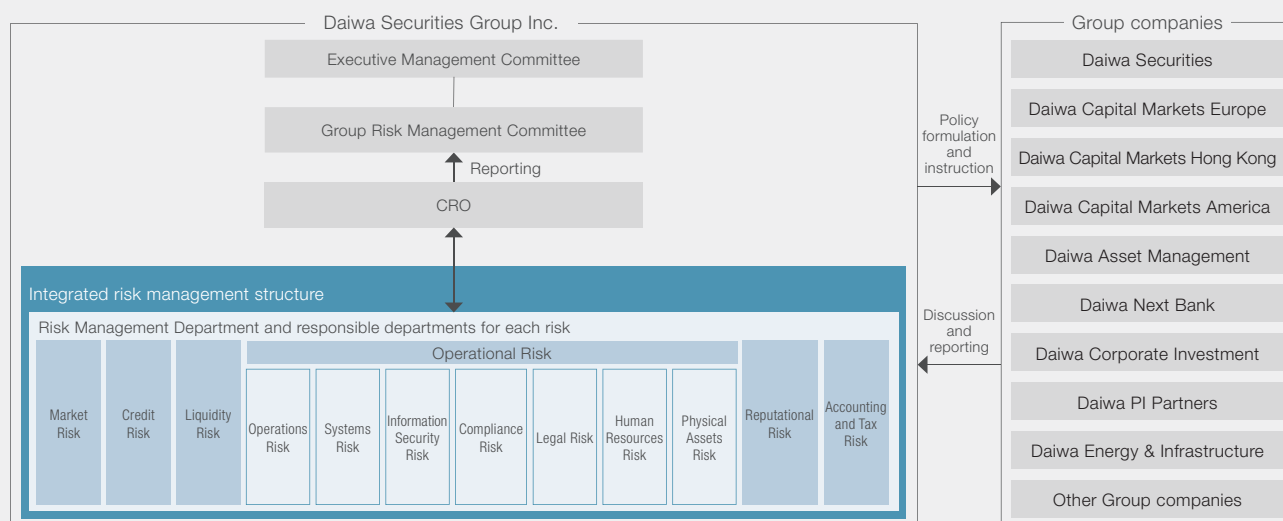 Daiwa Securities Group Inc.
Executive Management Committee
Group Risk Management Committee
Reporting
CRO
Integrated risk management structure
Risk Management Department and responsible departments for each risk
Market
Risk
Credit
Risk
Liquidity
Risk
Operational Risk
Operations
Risk
Systems
Risk
Information
Security
Risk
Compliance
Risk
Legal Risk
Human
Resources
Risk
Physical
Assets
Risk
Reputational
Risk
Accounting
and Tax
Risk
Policy
formulation
and
instruction
Discussion
and
reporting
Group companies
Daiwa Securities
Daiwa Capital Markets Europe
Daiwa Capital Markets Hong Kong
Daiwa Capital Markets America
Daiwa Asset Management
Daiwa Next Bank
Daiwa Corporate Investment
Daiwa PI Partners
Daiwa Energy & Infrastructure
Other Group companies